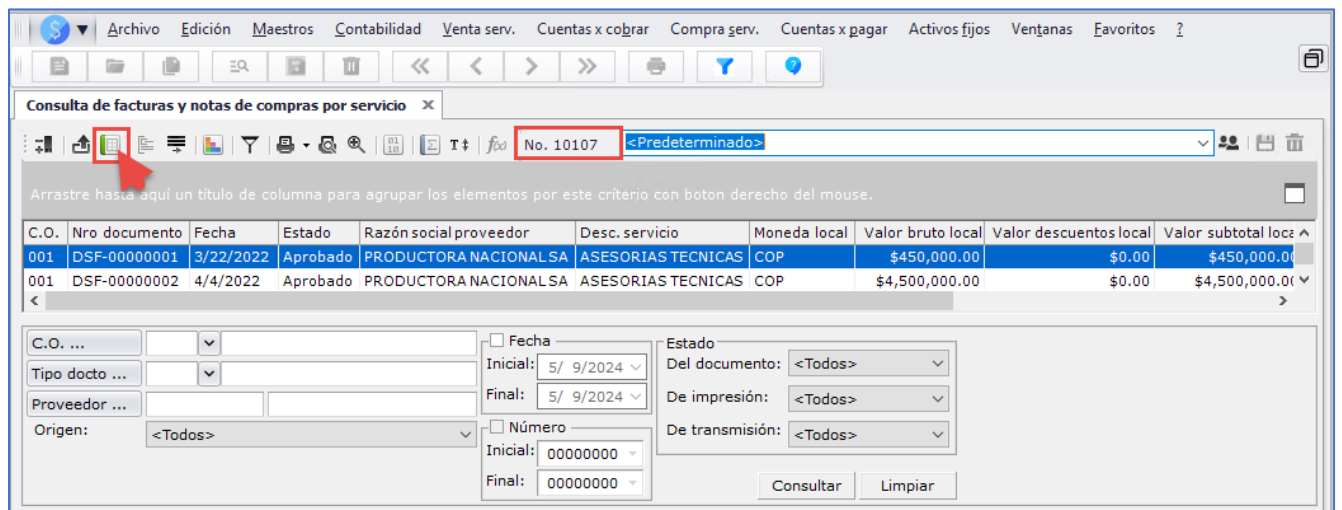 Archivo Edición Maestros Contabilidad Venta serv. Cuentas x cobrar Compra serv. Cuentas x pagar Activos fijos Ventanas Favoritos ?
Consulta de facturas y notas de compras por servicio x
No. 10107 <Predeterminado>
Arrastre hasta aquí un título de columna para agrupar los elementos por este críterio con boton derecho del mouse.
C.O. Nro documento Fecha Estado Razón social proveedor Desc. servicio Moneda local Valor bruto local Valor descuentos local Valor subtotal loca
001 DSF-00000001 3/22/2022 Aprobado PRODUCTORA NACIONAL SA ASESORIAS TECNICAS COP $450,000.00 $0.00 $450,000.00
001 DSF-00000002 4/4/2022 Aprobado PRODUCTORA NACIONAL SA ASESORIAS TECNICAS COP $4,500,000.00 $0.00 $4,500,000.0
C.O. ... Fecha Estado
Inicial: 5/ 9/2024 Del documento: <Todos>
Tipo docto ...
Proveedor ... Final: 5/ 9/2024 De impresión: <Todos>
Origen: <Todos> Número De transmisión: <Todos>
Inicial: 00000000
Final: 00000000 Consultar Limpiar